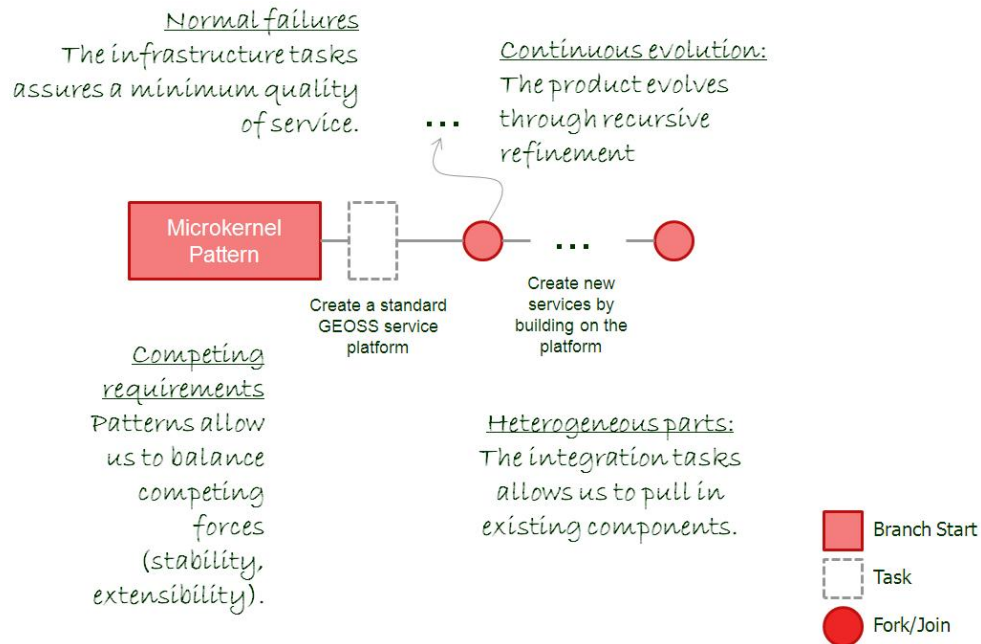 Normal failures
The infrastructure tasks
assures a minimum quality
of service.
Continuous evolution:
The product evolves
through recursive
refinement
...
Microkernel
Pattern
...
Create a standard
GEOSS service
platform
Create new
services by
building on the
platform
Competing
requirements
Patterns allow
us to balance
competing
forces
(stability,
extensibility).
Heterogeneous parts:
The integration tasks
allows us to pull in
existing components.
Branch Start
Task
Fork/Join